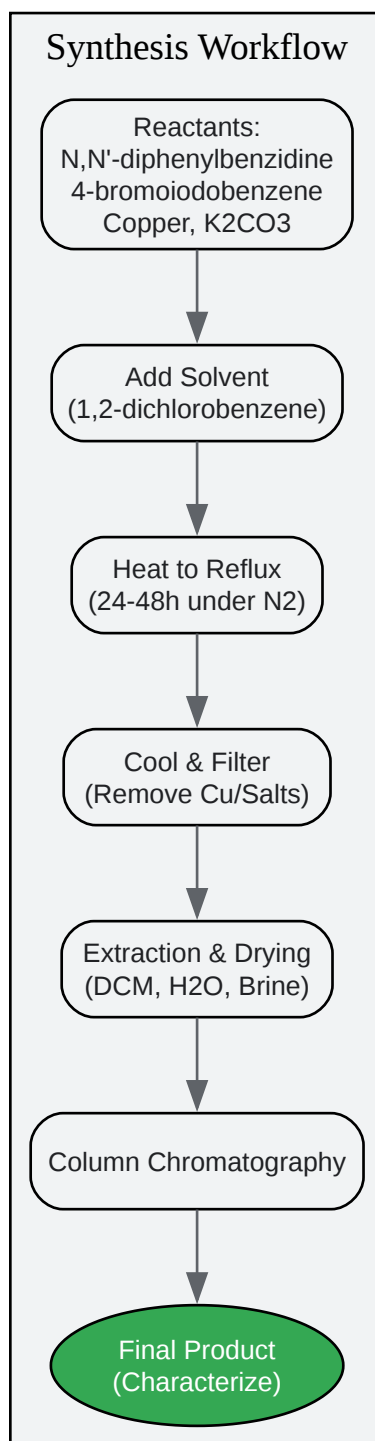 Synthesis Workflow
Reactants:
N,N'-diphenylbenzidine
4-bromoiodobenzene
Copper, K2CO3
Add Solvent
(1,2-dichlorobenzene)
Heat to Reflux
(24-48h under N2)
Cool & Filter
(Remove Cu/Salts)
Extraction & Drying
(DCM, H2O, Brine)
Column Chromatography
Final Product
(Characterize)